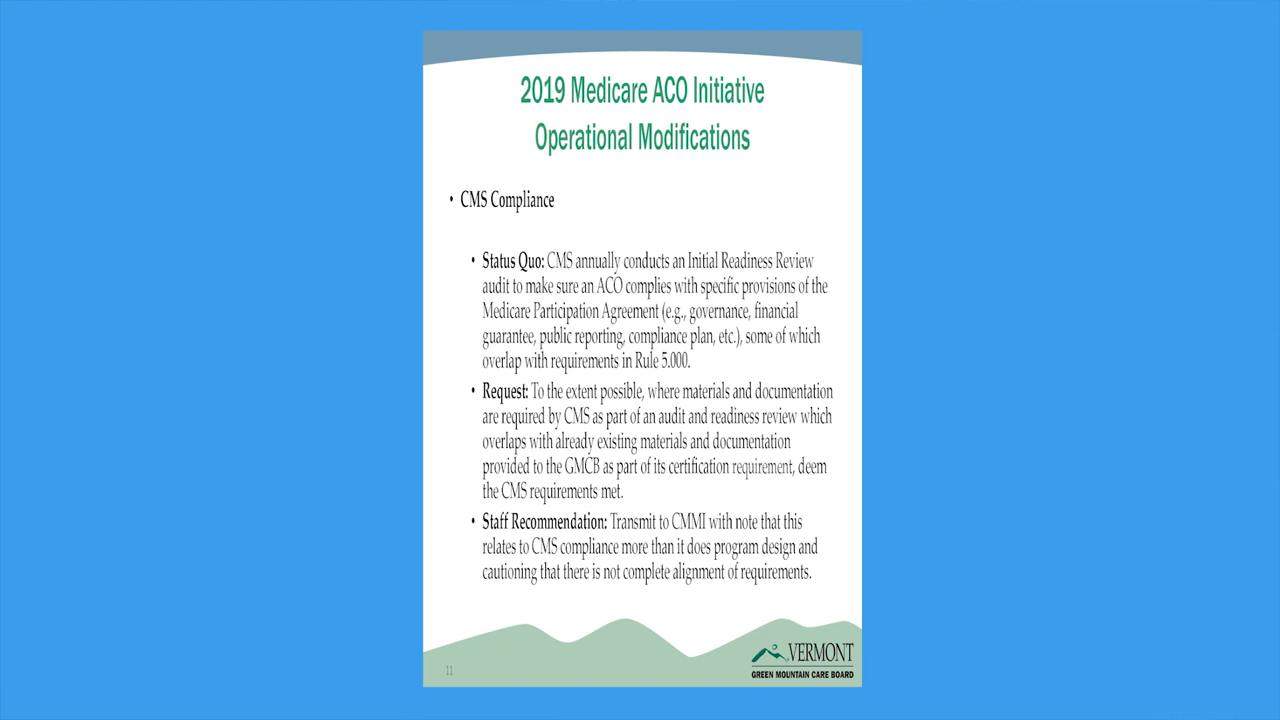 2019 Medicare ACO Initiative
Operational Modifications
• CMS Compliance
• Status Quo: CMS annually conducts an Initial Readiness Review
audit to make sure an ACO complies with specific provisions of the
Medicare Participation Agreement (e.g., governance, financial
guarantee, public reporting, compliance plan, etc.), some of which
overlap with requirements in Rule 5.000.
• Request: To the extent possible, where materials and documentation
are required by CMS as part of an audit and readiness review which
overlaps with already existing materials and documentation
provided to the GMCB as part of its certification requirement, deem
the CMS requirements met.
• Staff Recommendation: Transmit to CMMI with note that this
relates to CMS compliance more than it does program design and
cautioning that there is not complete alignment of requirements.
11
VERMONT
GREEN MOUNTAIN CARE BOARD